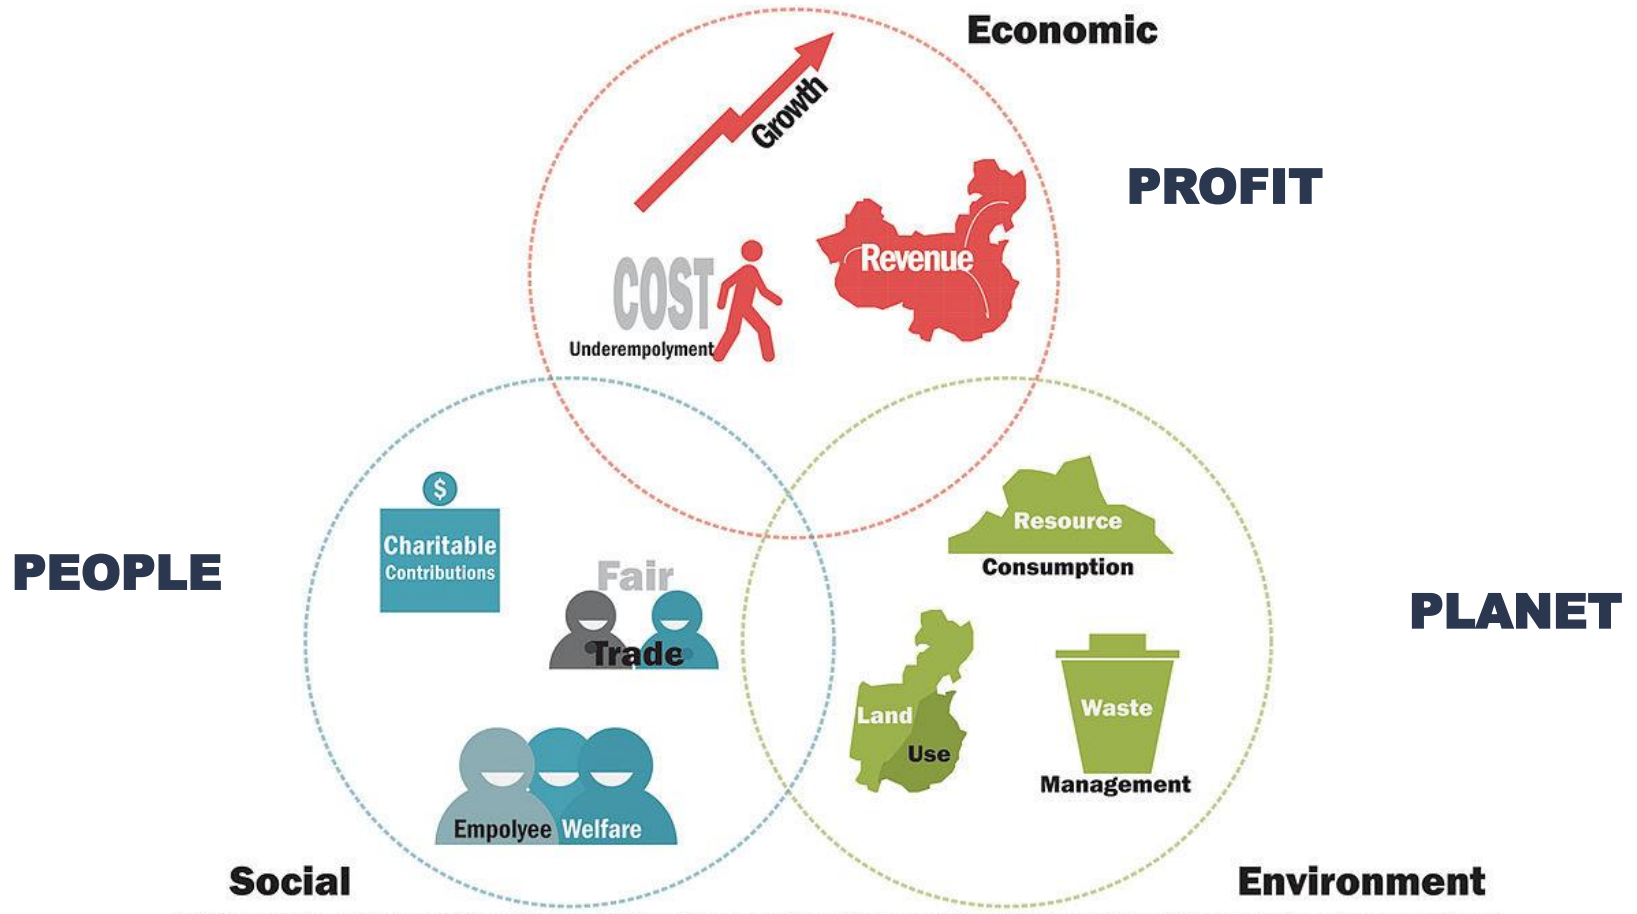 Economic
Growth
PROFIT
Revenue
COST
Underempolyment
$
Charitable
Contributions
Fair
Trade
PEOPLE
Empolyee Welfare
Social
Resource
Consumption
PLANET
Land
Use
Waste
Management
Environment